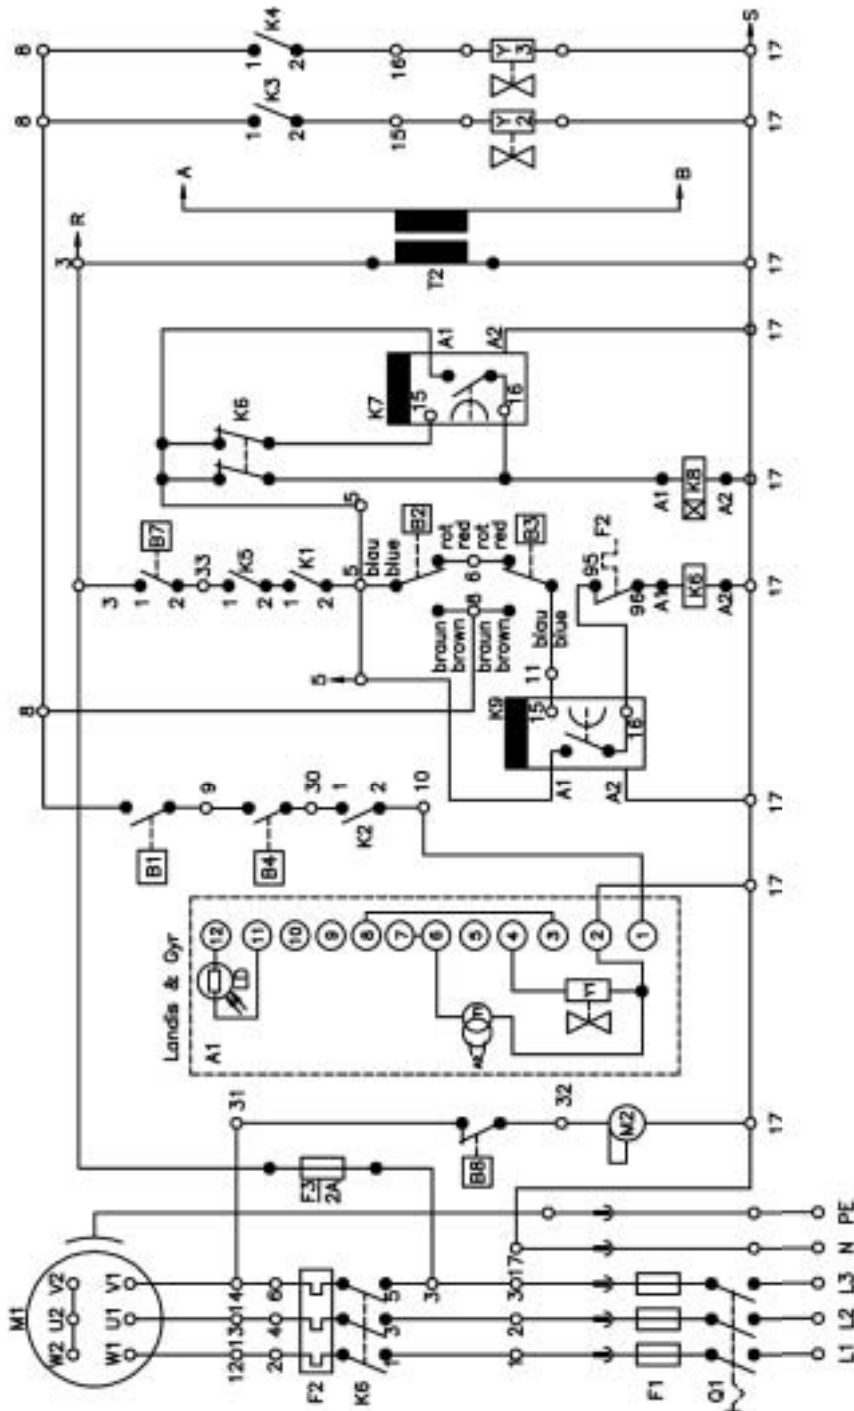 8 8
K4
1 2
16
Y 3
17
S
8
K3
1 2
15
Y 2
17
A
B
R
3
T2
17
A1
A2
K7
15
16
17
K6
5
A1
K8
A2
17
B7
3
1 2
33
K5
1 2
K1
1 2
5
blau
blue
B2
rot
red
6
rot
red
B3
F2
95
96
A1
K6
A2
17
braun
brown
8
braun
brown
blau
blue
5
11
K9
15
16
A1
A2
8
17
B1
9
B4
30
K2
1 2
10
17
Landis & Gyr
A1
12
11
10
9
8
7
6
5
4
3
2
1
Y1
31
B8
32
M2
17
F3
2A
M1
W2 U2 V2
W1 U1 V1
12 13 14
2 4 6
F2
K6
1 3 5
3
1 2 3 17
F1
Q1
L1 L2 L3 N PE